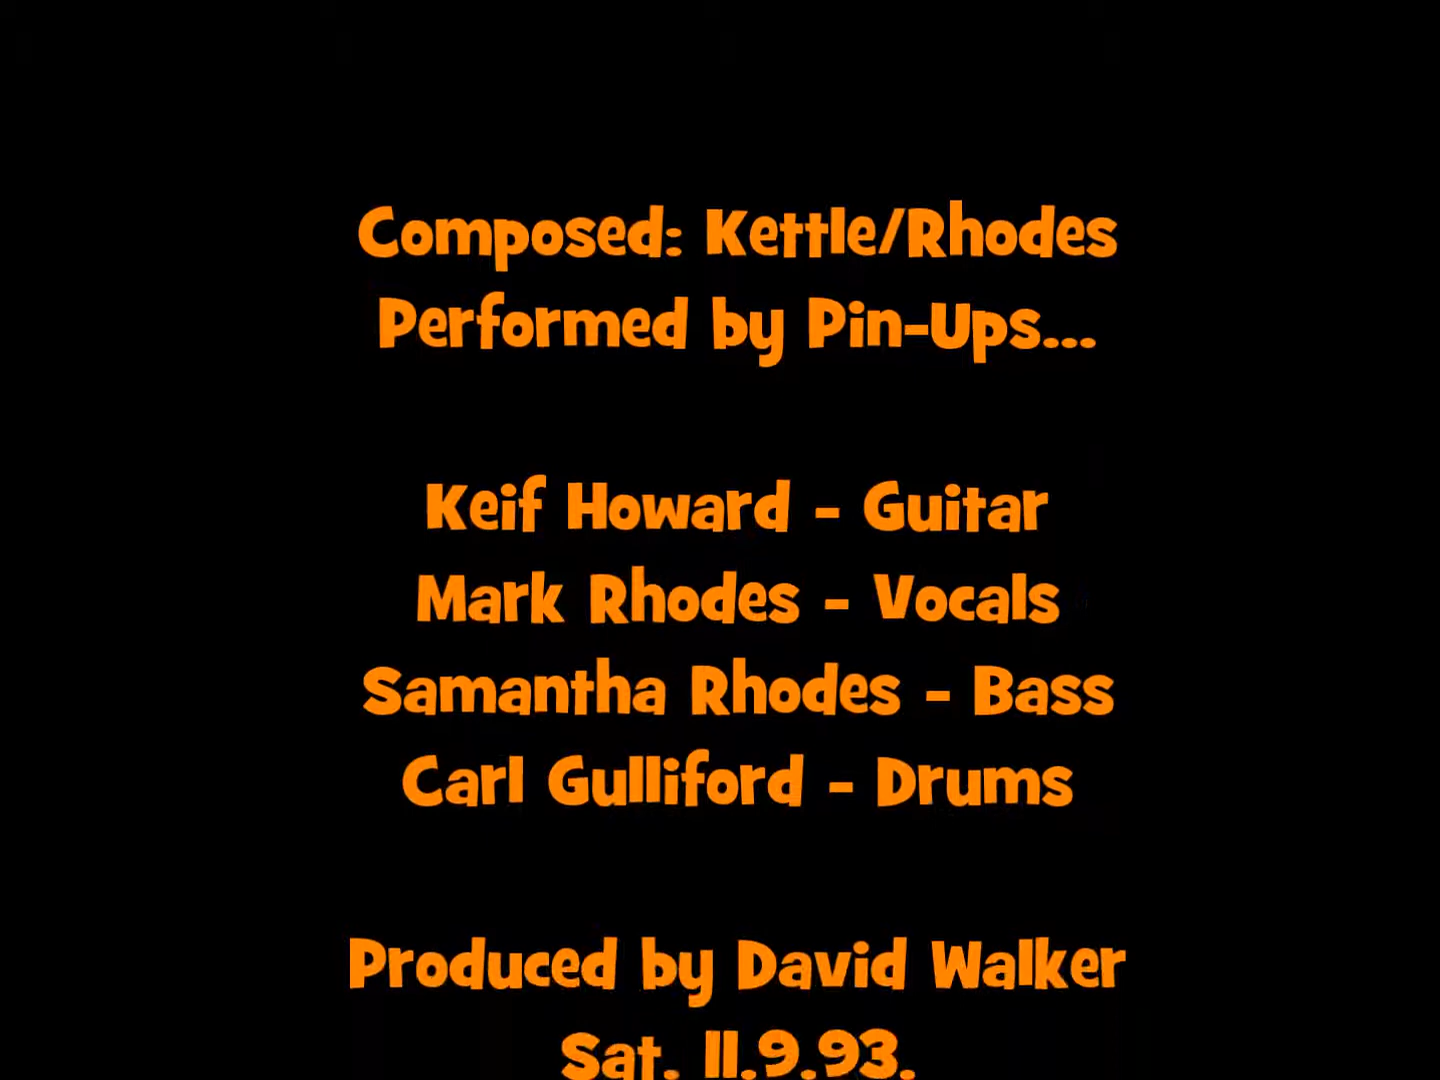 Composed: Kettle/Rhodes
Performed by Pin-Ups...
Keif Howard - Guitar
Mark Rhodes - Vocals
Samantha Rhodes - Bass
Carl Gulliford - Drums
Produced by David Walker
Sat. 11.9.93.